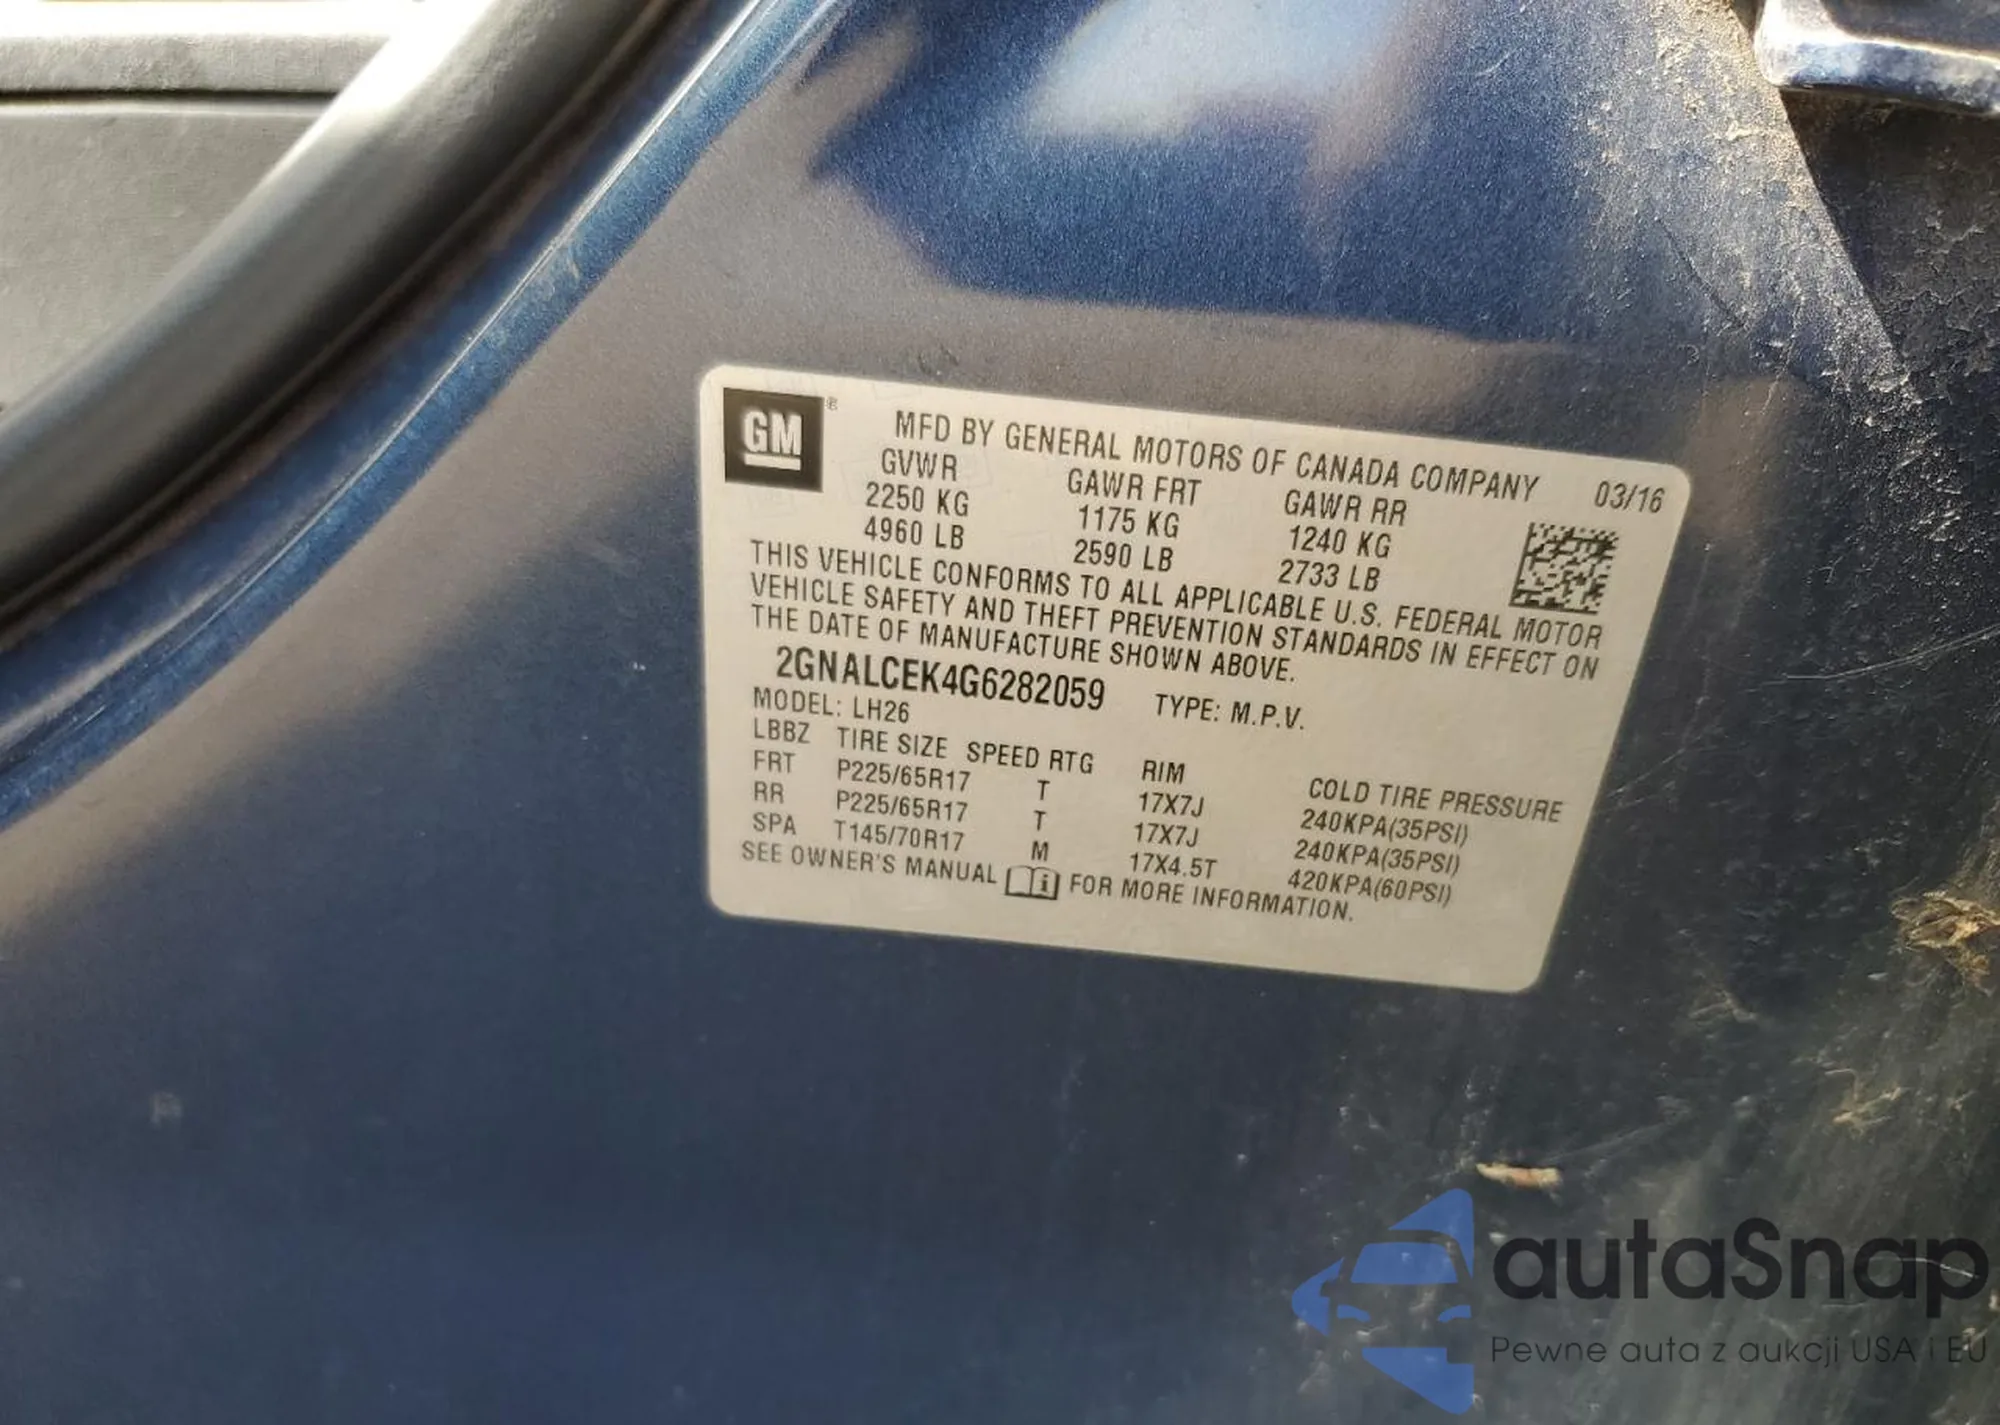 GM ® MFD BY GENERAL MOTORS OF CANADA COMPANY 03/16
GVWR GAWR FRT GAWR RR
2250 KG 1175 KG 1240 KG
4960 LB 2590 LB 2733 LB
THIS VEHICLE CONFORMS TO ALL APPLICABLE U.S. FEDERAL MOTOR
VEHICLE SAFETY AND THEFT PREVENTION STANDARDS IN EFFECT ON
THE DATE OF MANUFACTURE SHOWN ABOVE.
2GNALCEK4G6282059 TYPE: M.P.V.
MODEL: LH26
LBBZ TIRE SIZE SPEED RTG RIM COLD TIRE PRESSURE
FRT P225/65R17 T 17X7J 240KPA(35PSI)
RR P225/65R17 T 17X7J 240KPA(35PSI)
SPA T145/70R17 M 17X4.5T 420KPA(60PSI)
SEE OWNER'S MANUAL i FOR MORE INFORMATION.
autaSnap
Pewne auta z aukcji USA i EU